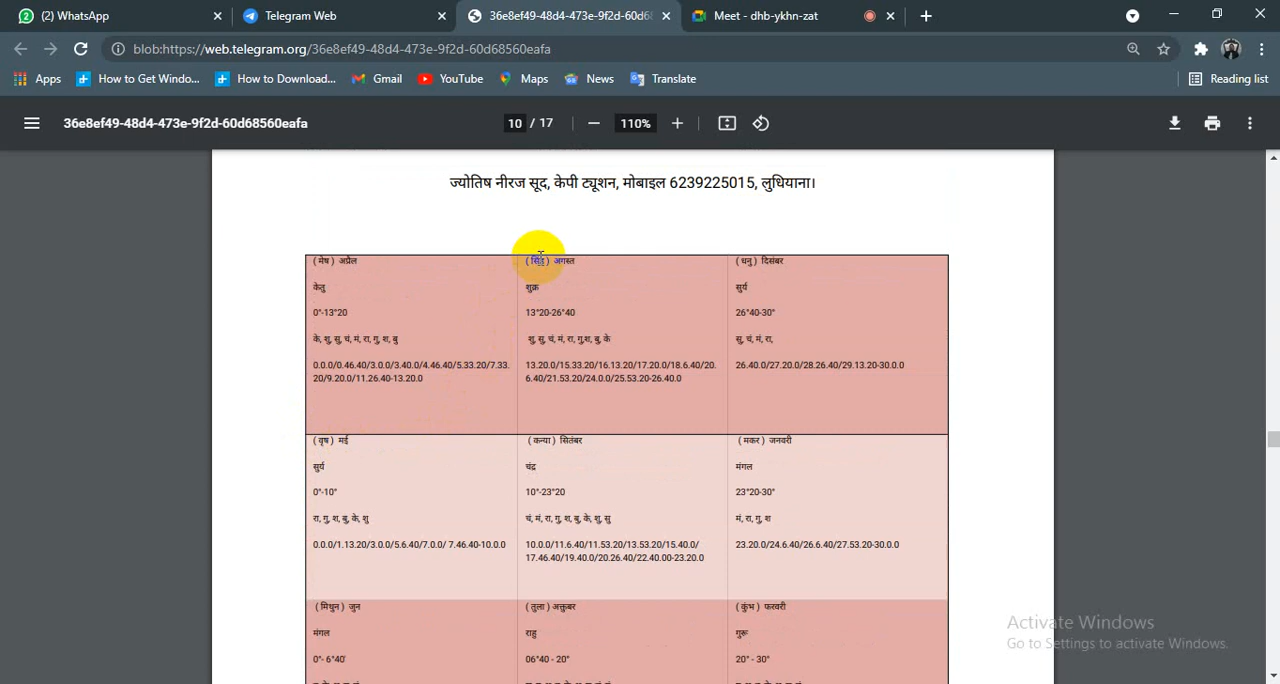 (2) WhatsApp
Telegram Web
36e8ef49-48d4-473e-9f2d-60d68
Meet - dhb-ykhn-zat
blob:https://web.telegram.org/36e8ef49-48d4-473e-9f2d-60d68560eafa
Apps
How to Get Windo...
How to Download...
Gmail
YouTube
Maps
News
Translate
Reading list
36e8ef49-48d4-473e-9f2d-60d68560eafa
10 / 17
110%
ज्योतिष नीरज सूद, केपी ट्यूशन, मोबाइल 6239225015, लुधियाना।
(मेष) अप्रैल
केतु
0°-13°20
के, शु, सु, चं, मं, रा, गु, श, बु
0.0.0/0.46.40/3.0.0/3.40.0/4.46.40/5.33.20/7.33.
20/9.20.0/11.26.40-13.20.0
(सिंह) अगस्त
शुक्र
13°20-26°40
शु, सु, चं, मं, रा, गु,श, बु, के
13.20.0/15.33.20/16.13.20/17.20.0/18.6.40/20.
6.40/21.53.20/24.0.0/25.53.20-26.40.0
(धनु) दिसंबर
सुर्य
26°40-30°
सु, चं, मं, रा,
26.40.0/27.20.0/28.26.40/29.13.20-30.0.0
(वृष) मई
सुर्य
0°-10°
रा, गु, श, बु, के, शु
0.0.0/1.13.20/3.0.0/5.6.40/7.0.0/ 7.46.40-10.0.0
(कन्या) सितंबर
चंद्र
10°-23°20
चं, मं, रा, गु, श, बु, के, शु, सु
10.0.0/11.6.40/11.53.20/13.53.20/15.40.0/
17.46.40/19.40.0/20.26.40/22.40.00-23.20.0
(मकर) जनवरी
मंगल
23°20-30°
मं, रा, गु, श
23.20.0/24.6.40/26.6.40/27.53.20-30.0.0
(मिथुन) जुन
मंगल
0°- 6°40'
(तुला) अक्तुबर
राहु
06°40 - 20°
(कुंभ) फरवरी
गुरू
20° - 30°
Activate Windows
Go to Settings to activate Windows.